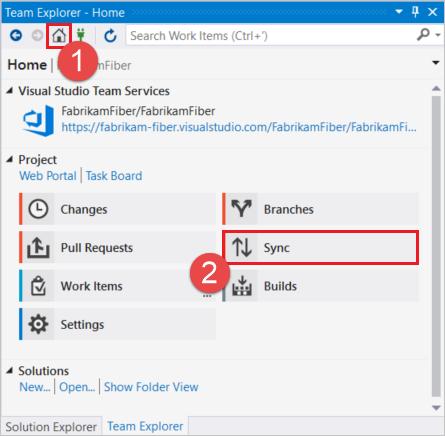 Team Explorer - Home
Search Work Items (Ctrl+')
1
Home FabrikamFiber
Visual Studio Team Services
FabrikamFiber/FabrikamFiber
https://fabrikam-fiber.visualstudio.com/FabrikamFiber/FabrikamFi...
Project
Web Portal | Task Board
Changes
Branches
Pull Requests
Sync
2
Work Items
...
Builds
Settings
Solutions
New... | Open... | Show Folder View
Solution Explorer Team Explorer